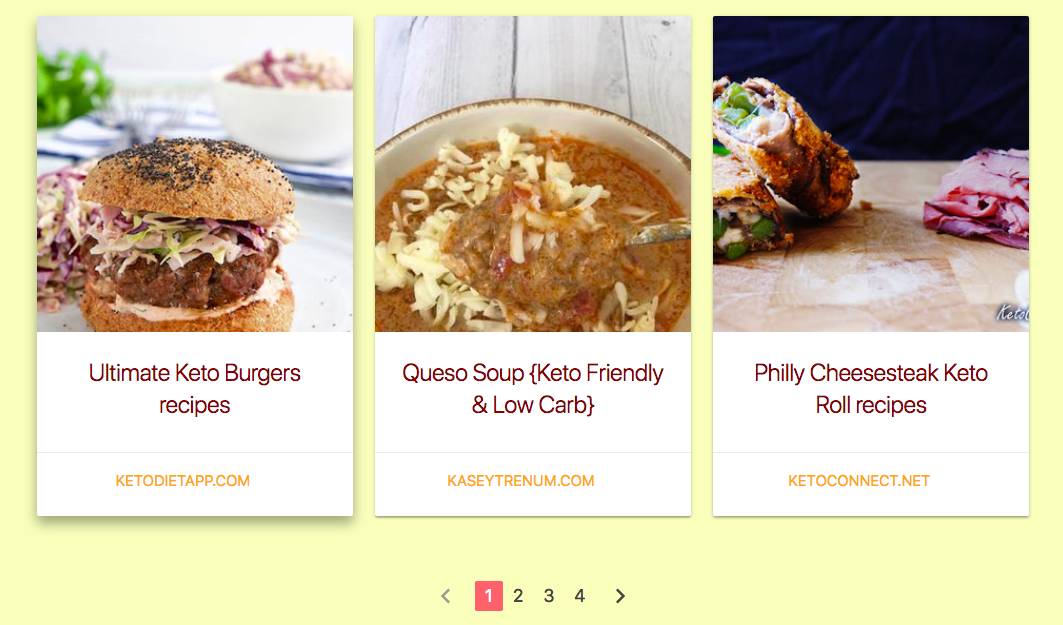 Ultimate Keto Burgers
recipes
KETODIETAPP.COM
Queso Soup {Keto Friendly
& Low Carb}
KASEYTRENUM.COM
Philly Cheesesteak Keto
Roll recipes
KETOCONNECT.NET
1 2 3 4